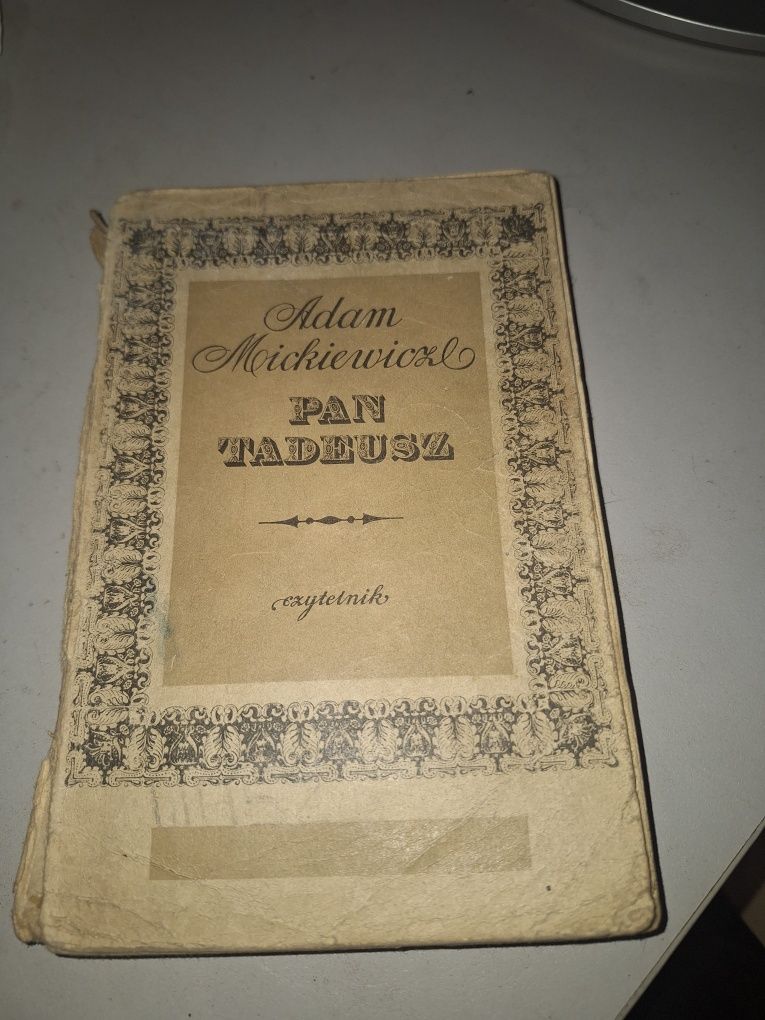 Adam
Mickiewicz
PAN
TADEUSZ
czytelnik